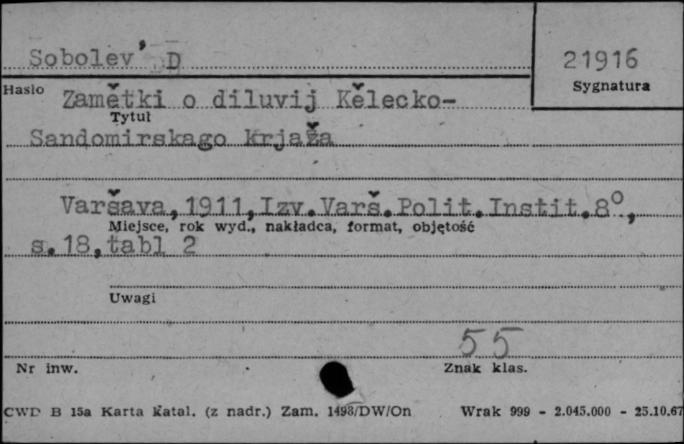 Sobolev' D
21916
Sygnatura
Hasło
Zamětki o diluvij Kělecko-
Tytuł
Sandomirskago krjaža
Varšava, 1911, Izv. Varš. Polit. Instit. 8°,
Miejsce, rok wyd., nakładca, format, objętość
s. 18, tabl 2
Uwagi
55
Nr inw.
Znak klas.
CWD B 15a Karta katal. (z nadr.) Zam. 1498/DW/On Wrak 999 - 2.045.000 - 25.10.67